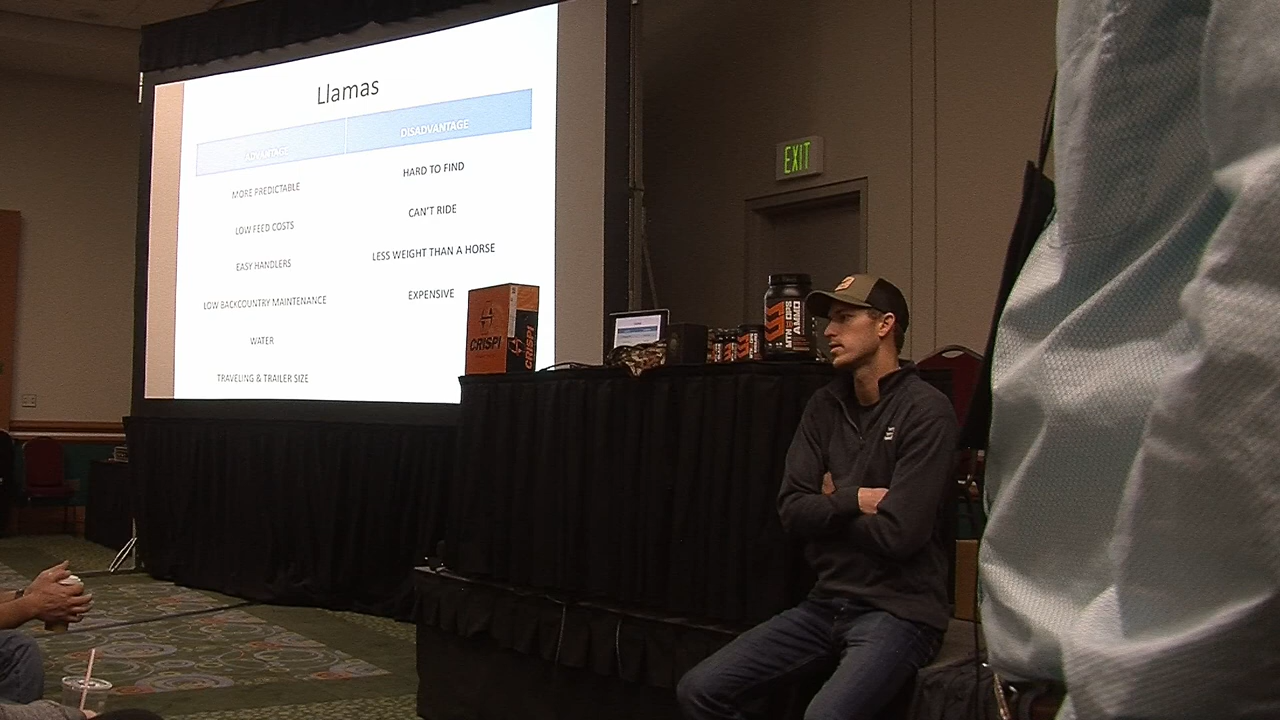 Llamas
ADVANTAGE
DISADVANTAGE
MORE PREDICTABLE
LOW FEED COSTS
EASY HANDLERS
LOW BACKCOUNTRY MAINTENANCE
WATER
TRAVELING & TRAILER SIZE
HARD TO FIND
CAN'T RIDE
LESS WEIGHT THAN A HORSE
EXPENSIVE
EXIT
CRISPI
CRISPI
MTN OPS
AMMO